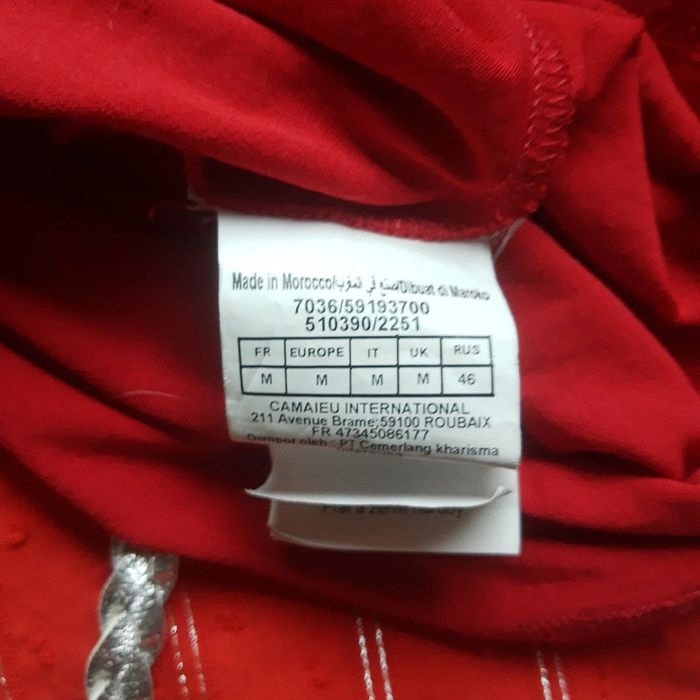 Made in Morocco/صنع في المغرب/Dibuat di Maroko
7036/59193700
510390/2251
FR EUROPE IT UK RUS
M M M M 46
CAMAIEU INTERNATIONAL
211 Avenue Brame;59100 ROUBAIX
FR 47345086177
Diimpor oleh : PT Cemerlang kharisma